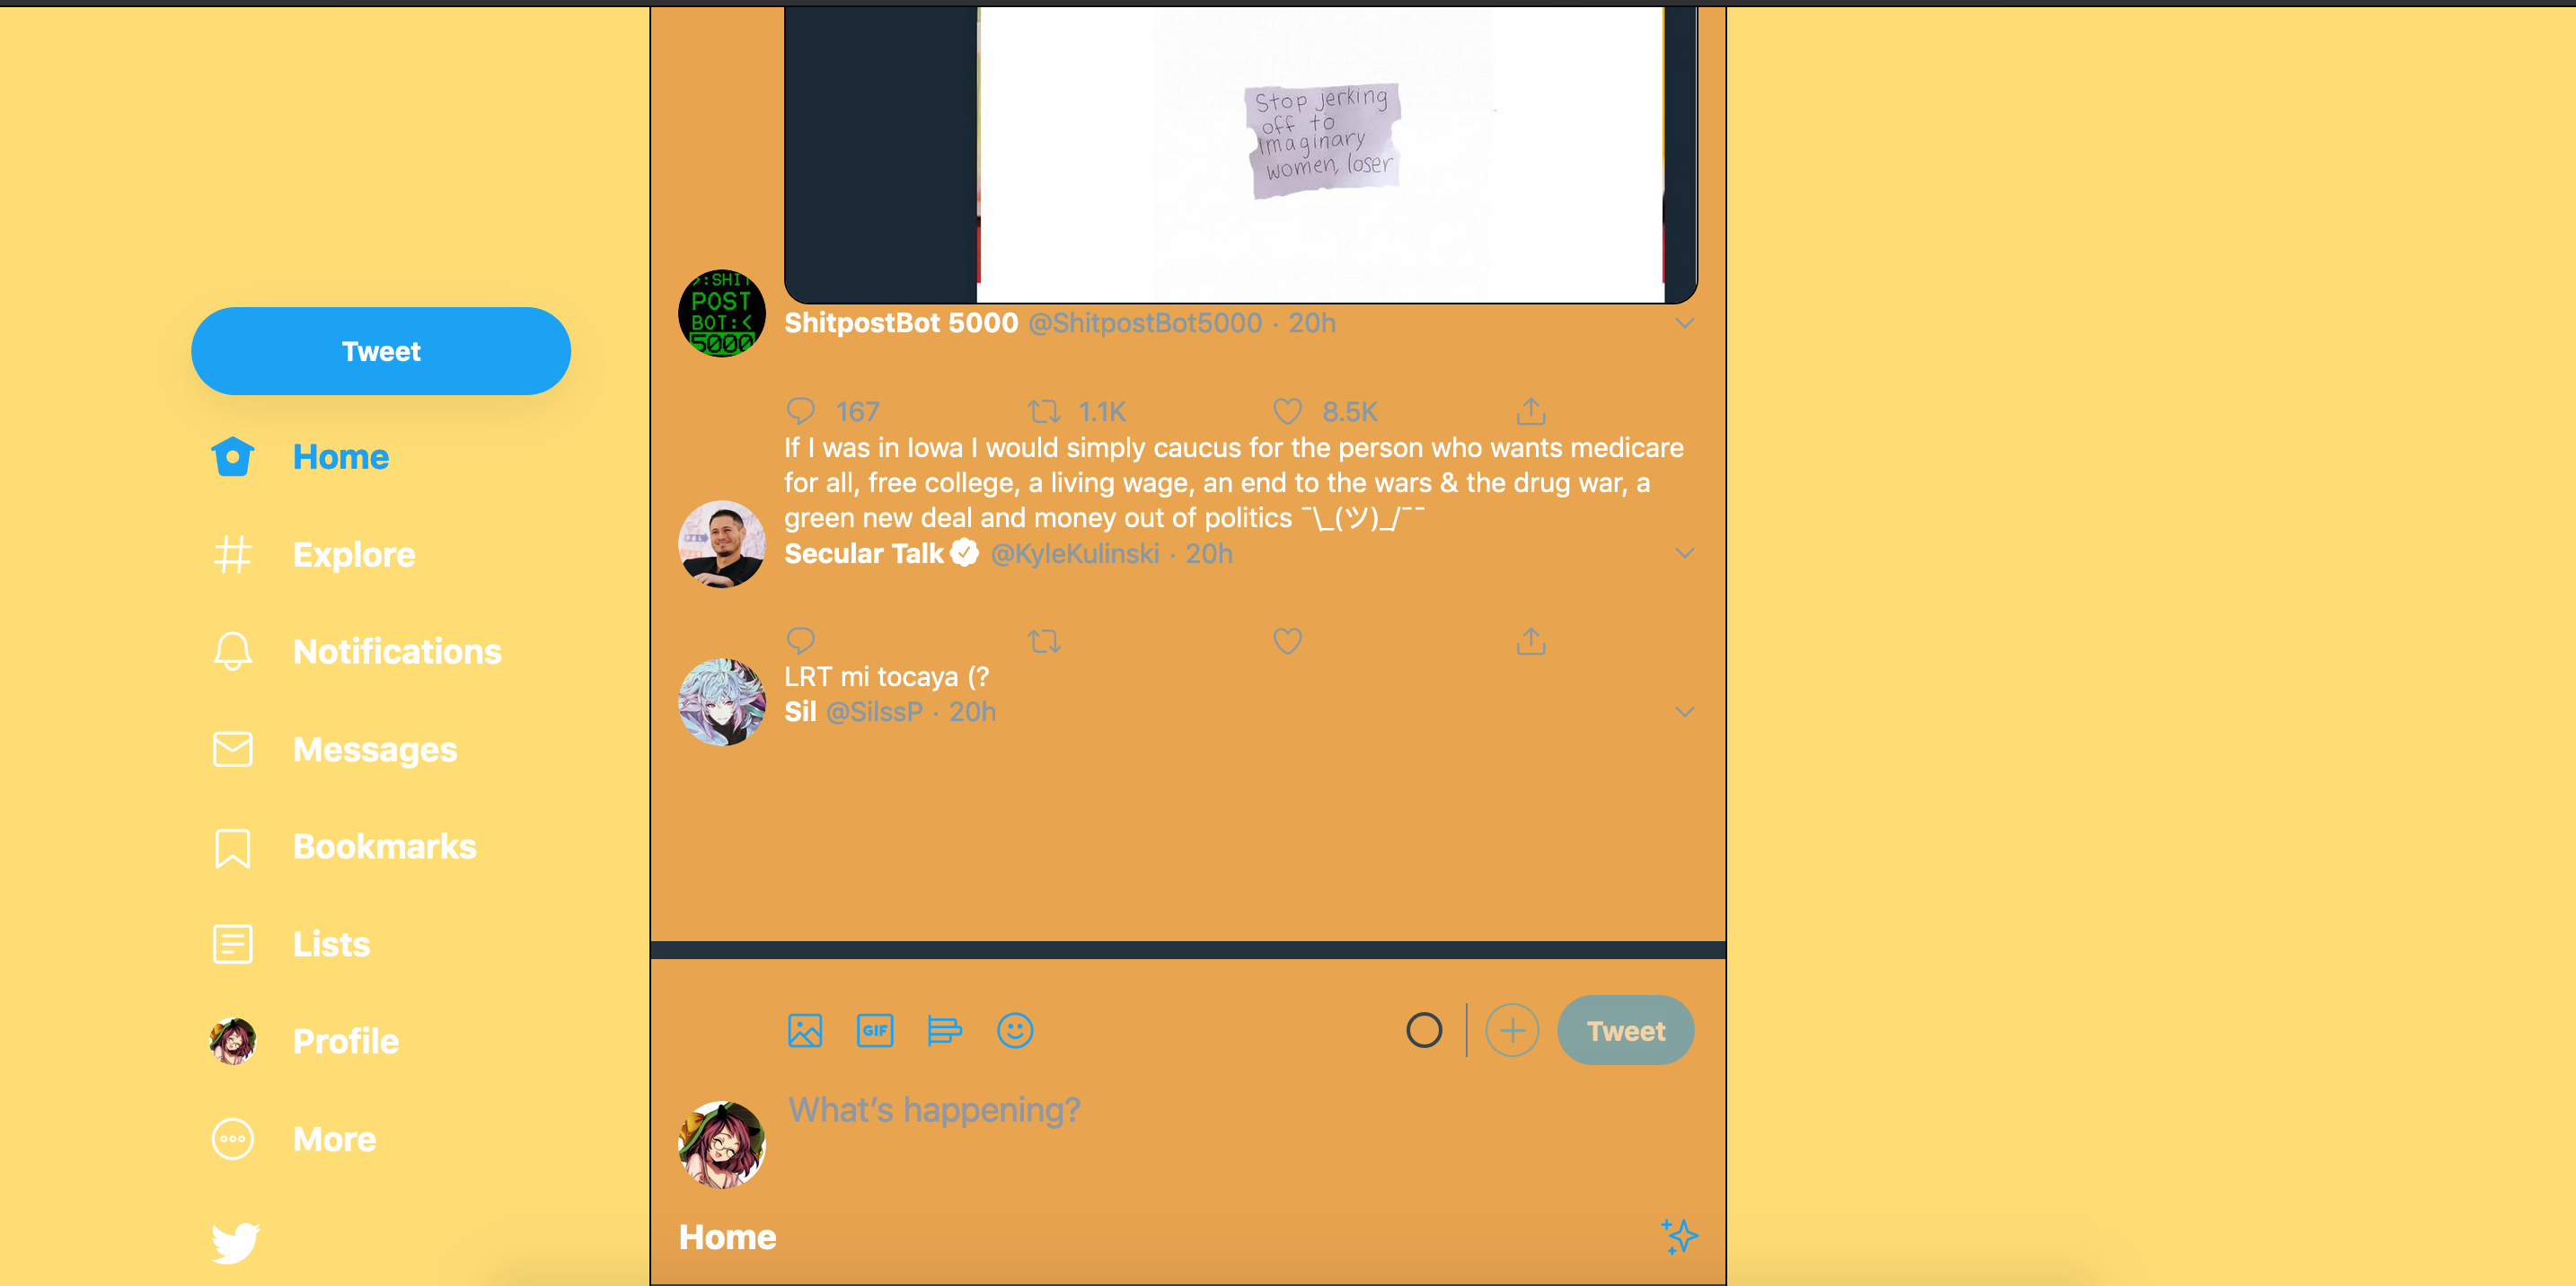 Stop jerking
off to
imaginary
women, loser
>:SHIT
POST
BOT:<
5000
ShitpostBot 5000 @ShitpostBot5000 · 20h
167 1.1K 8.5K
If I was in Iowa I would simply caucus for the person who wants medicare
for all, free college, a living wage, an end to the wars & the drug war, a
green new deal and money out of politics ¯\_(ツ)_/¯¯
Secular Talk @KyleKulinski · 20h
LRT mi tocaya (?
Sil @SilssP · 20h
GIF
Tweet
What's happening?
Home
Tweet
Home
Explore
Notifications
Messages
Bookmarks
Lists
Profile
More